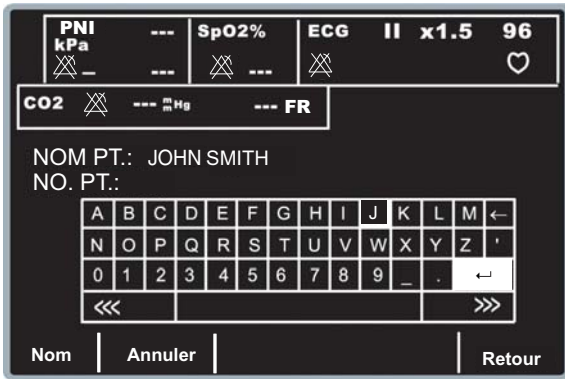 PNI --- SpO2% ECG II x1.5 96
kPa
– --- ---
CO2 --- mmHg --- FR
NOM PT.: JOHN SMITH
NO. PT.:
A B C D E F G H I J K L M ←
N O P Q R S T U V W X Y Z '
0 1 2 3 4 5 6 7 8 9 _ . ↵
<<< >>>
Nom Annuler Retour